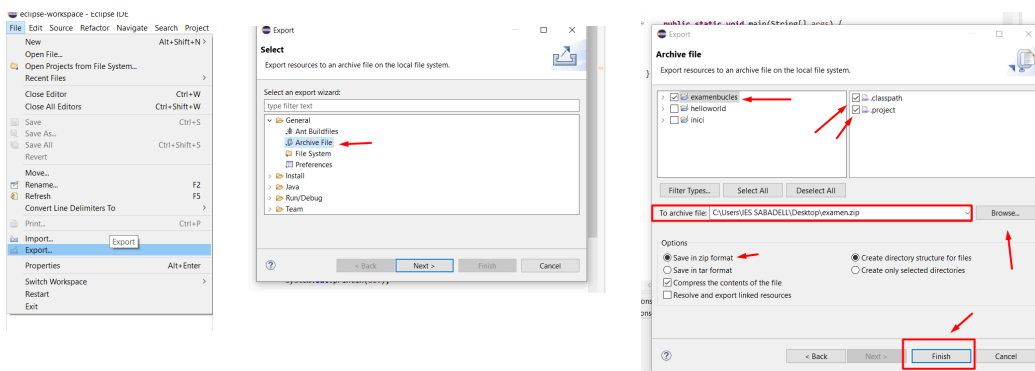 eclipse-workspace - Eclipse IDE
File Edit Source Refactor Navigate Search Project
New Alt+Shift+N >
Open File...
Open Projects from File System...
Recent Files >
Close Editor Ctrl+W
Close All Editors Ctrl+Shift+W
Save Ctrl+S
Save As...
Save All Ctrl+Shift+S
Revert
Move...
Rename... F2
Refresh F5
Convert Line Delimiters To >
Print... Ctrl+P
Import...
Export...
Export
Properties Alt+Enter
Switch Workspace >
Restart
Exit
Export
Select
Export resources to an archive file on the local file system.
Select an export wizard:
type filter text
General
Ant Buildfiles
Archive File
File System
Preferences
Install
Java
Run/Debug
Team
< Back Next > Finish Cancel
public static void main(String[] args) {
}
Export
Archive file
Export resources to an archive file on the local file system.
examenbucles
helloworld
inici
.classpath
.project
Filter Types... Select All Deselect All
To archive file: C:\Users\IES SABADELL\Desktop\examen.zip Browse...
Options
Save in zip format Create directory structure for files
Save in tar format Create only selected directories
Compress the contents of the file
Resolve and export linked resources
< Back Next > Finish Cancel